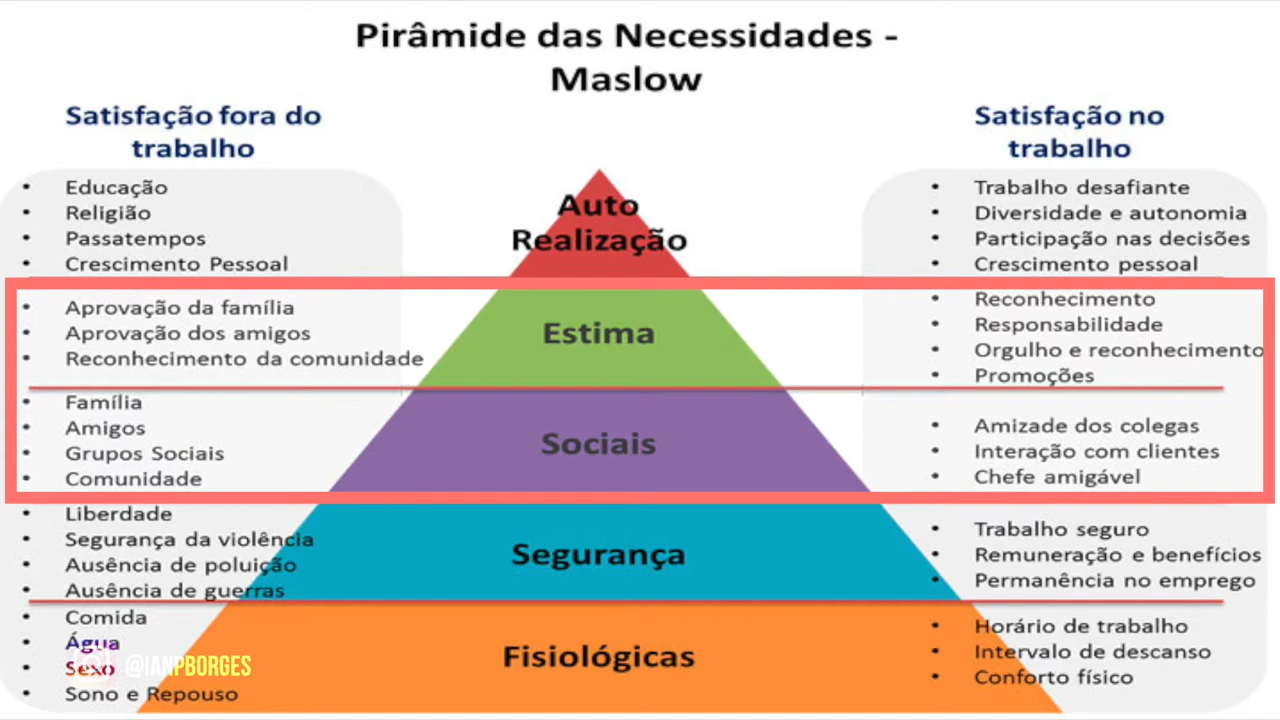 Pirâmide das Necessidades -
Maslow
Satisfação fora do
trabalho
• Educação
• Religião
• Passatempos
• Crescimento Pessoal
• Aprovação da família
• Aprovação dos amigos
• Reconhecimento da comunidade
• Família
• Amigos
• Grupos Sociais
• Comunidade
• Liberdade
• Segurança da violência
• Ausência de poluição
• Ausência de guerras
• Comida
• Água
• Sexo
• Sono e Repouso
@IANPBORGES
Auto
Realização
Estima
Sociais
Segurança
Fisiológicas
Satisfação no
trabalho
• Trabalho desafiante
• Diversidade e autonomia
• Participação nas decisões
• Crescimento pessoal
• Reconhecimento
• Responsabilidade
• Orgulho e reconhecimento
• Promoções
• Amizade dos colegas
• Interação com clientes
• Chefe amigável
• Trabalho seguro
• Remuneração e benefícios
• Permanência no emprego
• Horário de trabalho
• Intervalo de descanso
• Conforto físico